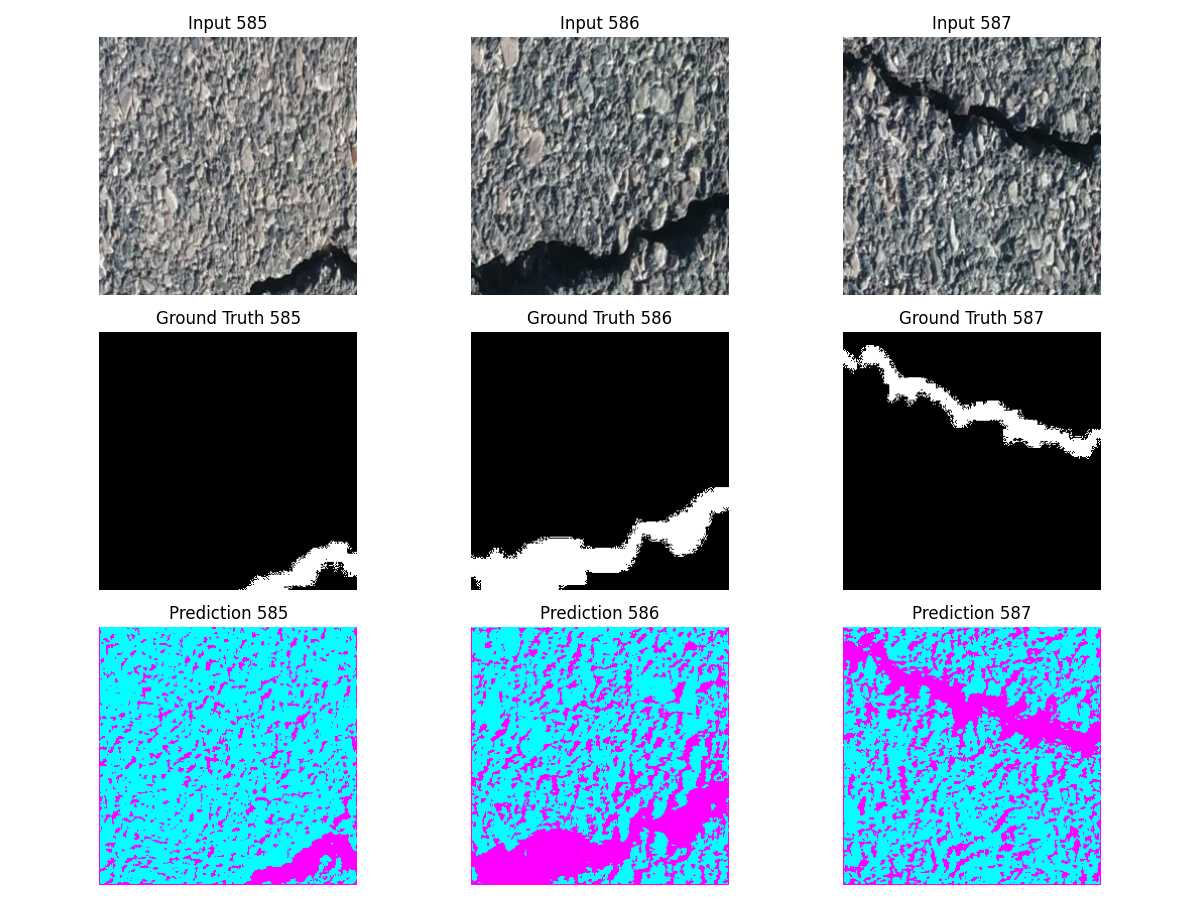 Input 585
Input 586
Input 587
Ground Truth 585
Ground Truth 586
Ground Truth 587
Prediction 585
Prediction 586
Prediction 587